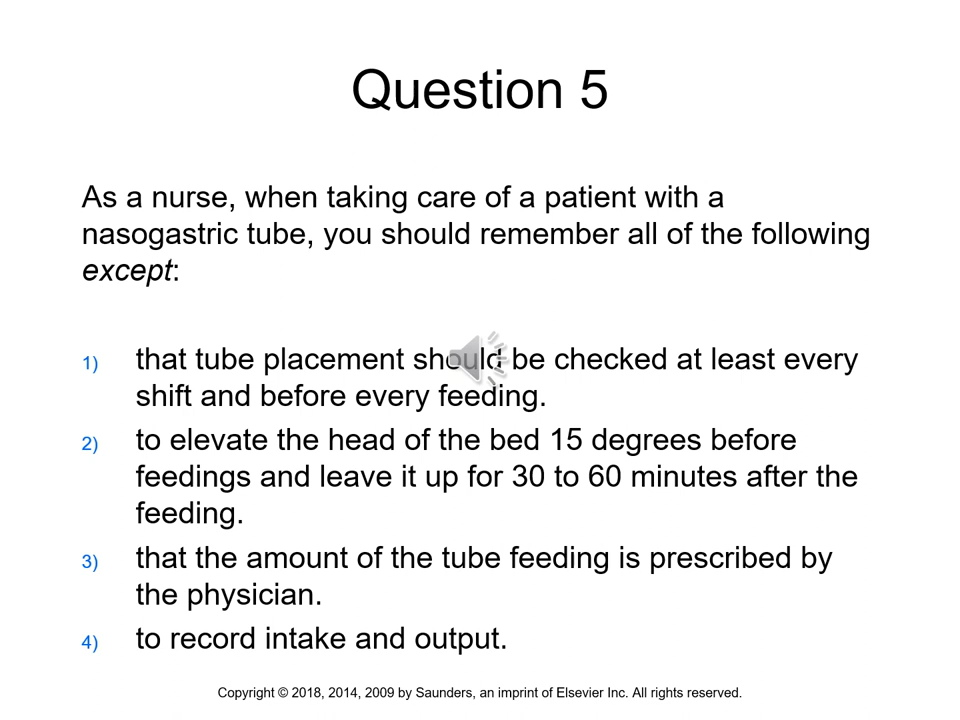 Question 5
As a nurse, when taking care of a patient with a
nasogastric tube, you should remember all of the following
except:
1) that tube placement should be checked at least every
shift and before every feeding.
2) to elevate the head of the bed 15 degrees before
feedings and leave it up for 30 to 60 minutes after the
feeding.
3) that the amount of the tube feeding is prescribed by
the physician.
4) to record intake and output.
Copyright © 2018, 2014, 2009 by Saunders, an imprint of Elsevier Inc. All rights reserved.